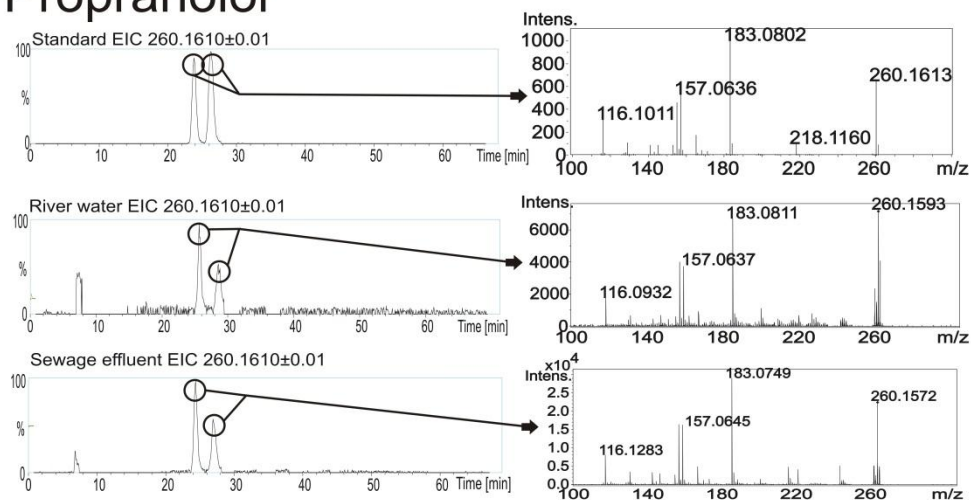 Propranolol
Standard EIC 260.1610±0.01
100
%
0
0 10 20 30 40 50 60 Time [min]
Intens.
1000
800
600
400
200
0
183.0802
260.1613
157.0636
116.1011
218.1160
100 140 180 220 260 m/z
River water EIC 260.1610±0.01
100
%
0
0 10 20 30 40 50 60 Time [min]
Intens.
6000
4000
2000
0
183.0811
260.1593
157.0637
116.0932
100 140 180 220 260 m/z
Sewage effluent EIC 260.1610±0.01
100
%
0
0 10 20 30 40 50 60 Time [min]
x10⁴
Intens.
2.5
2.0
1.5
1.0
0.5
0.0
183.0749
260.1572
157.0645
116.1283
100 140 180 220 260 m/z